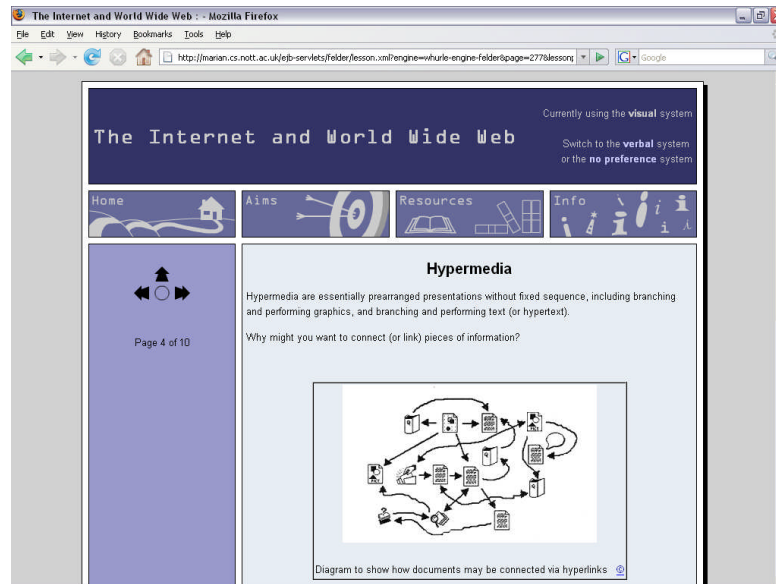 The Internet and World Wide Web : - Mozilla Firefox
File Edit View History Bookmarks Tools Help
http://marian.cs.nott.ac.uk/ejb-servlets/felder/lesson.xml?engine=whurle-engine-felder&page=277&lesson
Google
The Internet and World Wide Web
Currently using the visual system
Switch to the verbal system
or the no preference system
Home Aims Resources Info
Page 4 of 10
Hypermedia
Hypermedia are essentially prearranged presentations without fixed sequence, including branching
and performing graphics, and branching and performing text (or hypertext).
Why might you want to connect (or link) pieces of information?
Diagram to show how documents may be connected via hyperlinks ©